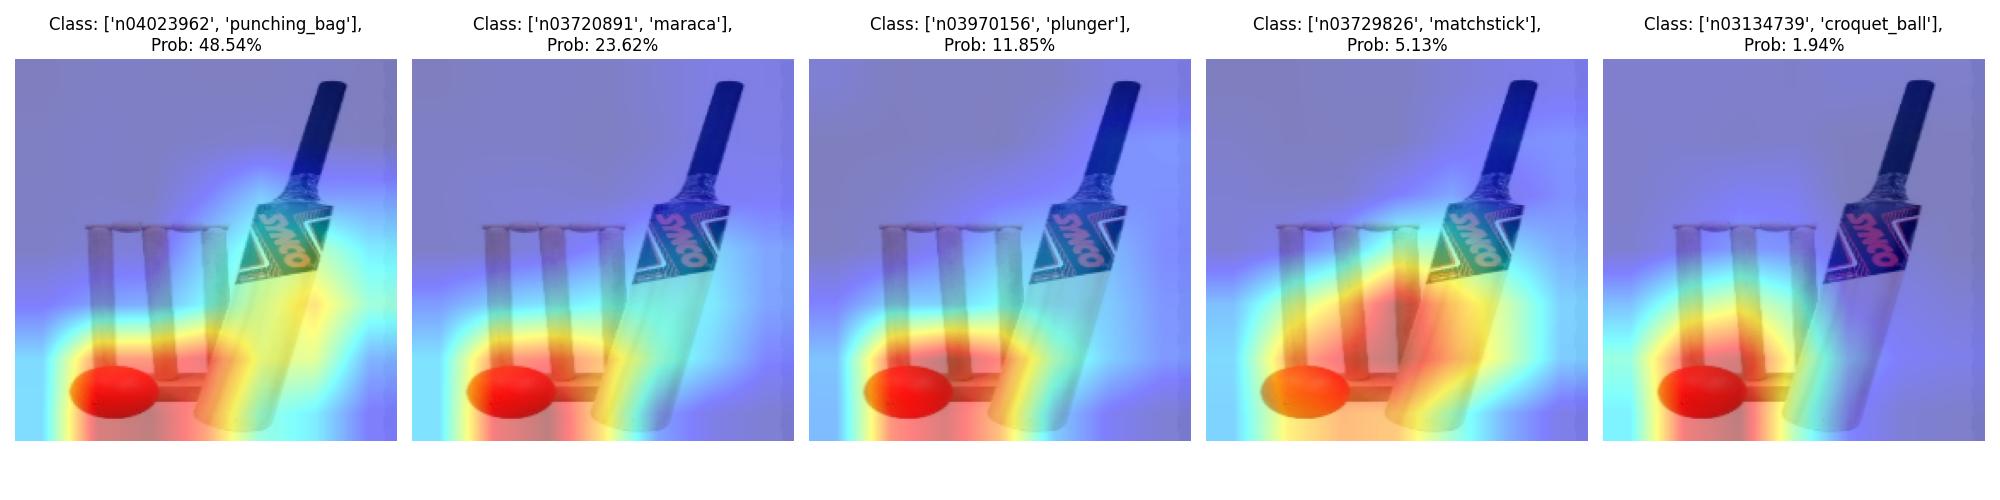 Class: ['n04023962', 'punching_bag'],
Prob: 48.54%
Class: ['n03720891', 'maraca'],
Prob: 23.62%
Class: ['n03970156', 'plunger'],
Prob: 11.85%
Class: ['n03729826', 'matchstick'],
Prob: 5.13%
Class: ['n03134739', 'croquet_ball'],
Prob: 1.94%
SYNCO
SYNCO
SYNCO
SYNCO
SYNCO